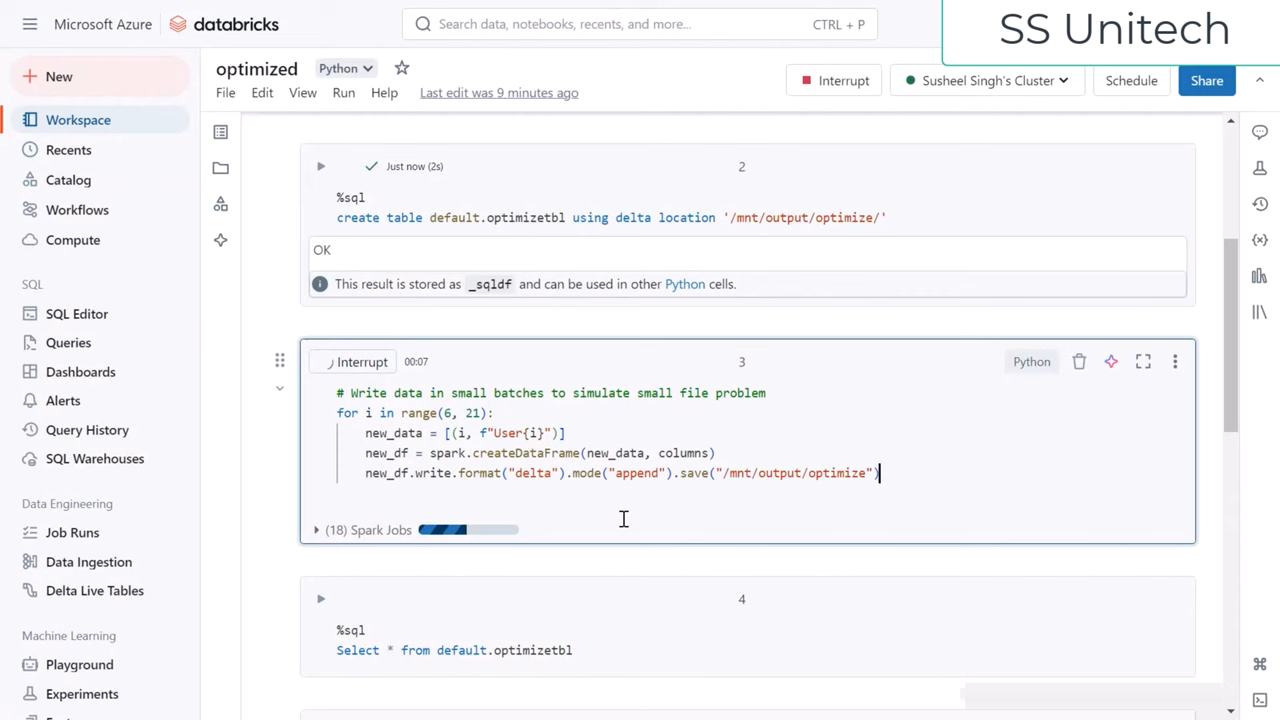 Microsoft Azure
databricks
Search data, notebooks, recents, and more...
CTRL + P
SS Unitech
New
Workspace
Recents
Catalog
Workflows
Compute
SQL
SQL Editor
Queries
Dashboards
Alerts
Query History
SQL Warehouses
Data Engineering
Job Runs
Data Ingestion
Delta Live Tables
Machine Learning
Playground
Experiments
optimized
Python
File
Edit
View
Run
Help
Last edit was 9 minutes ago
Interrupt
Susheel Singh's Cluster
Schedule
Share
Just now (2s)
2
%sql
create table default.optimizetbl using delta location '/mnt/output/optimize/'
OK
This result is stored as _sqldf and can be used in other Python cells.
Interrupt
00:07
3
Python
# Write data in small batches to simulate small file problem
for i in range(6, 21):
new_data = [(i, f"User{i}")]
new_df = spark.createDataFrame(new_data, columns)
new_df.write.format("delta").mode("append").save("/mnt/output/optimize")
(18) Spark Jobs
4
%sql
Select * from default.optimizetbl